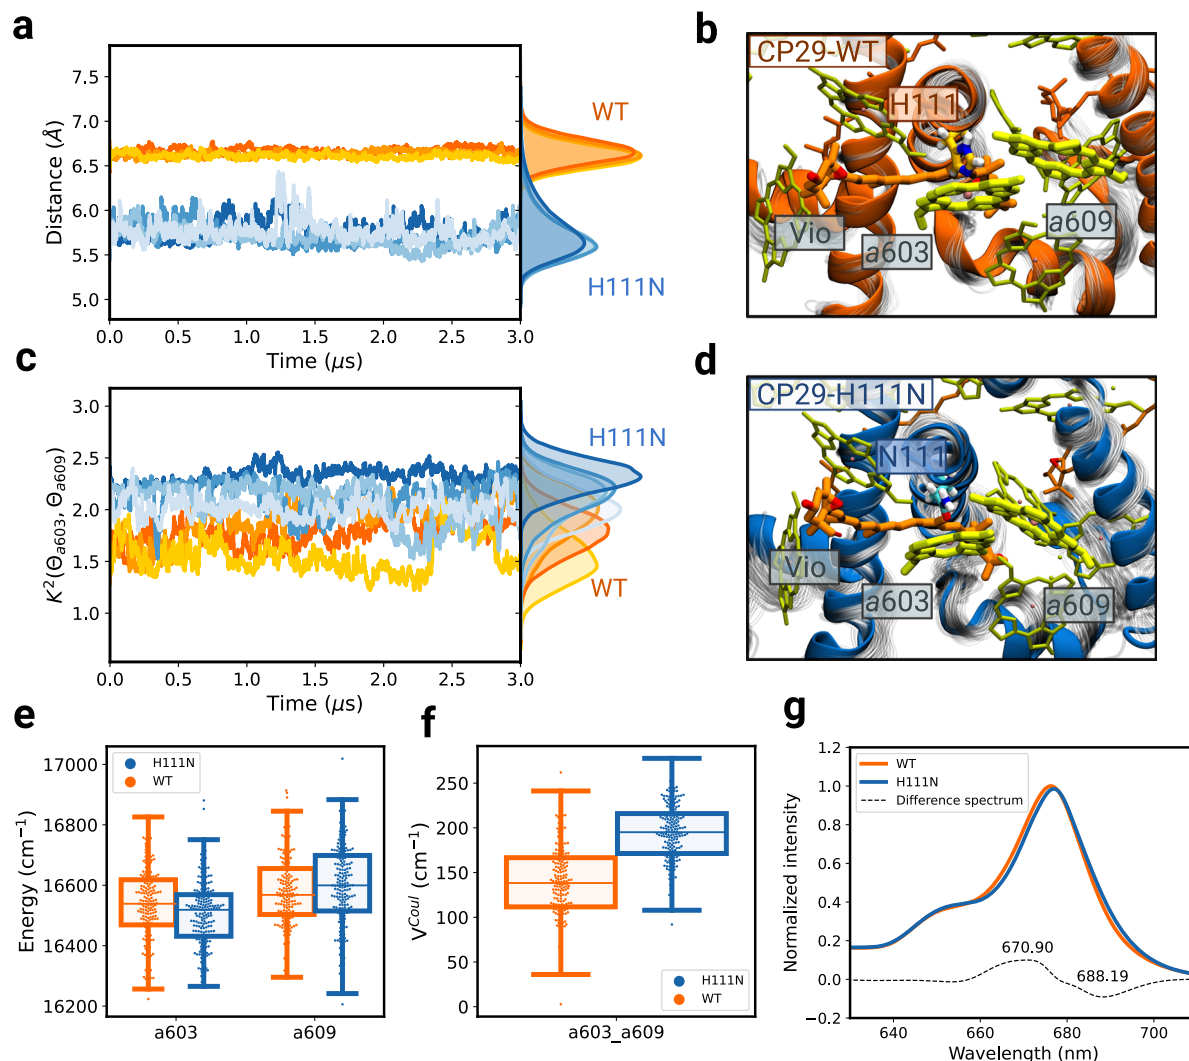 a
7.5
7.0
6.5
6.0
5.5
5.0
Distance (Å)
0.0 0.5 1.0 1.5 2.0 2.5 3.0
Time (μs)
WT
H111N
b
CP29-WT
H111
Vio
a603
a609
c
3.0
2.5
2.0
1.5
1.0
K²(Θa603, Θa609)
0.0 0.5 1.0 1.5 2.0 2.5 3.0
Time (μs)
H111N
WT
d
CP29-H111N
N111
Vio
a603
a609
e
17000
16800
16600
16400
16200
Energy (cm⁻¹)
H111N
WT
a603 a609
f
250
200
150
100
50
0
V^Coul (cm⁻¹)
H111N
WT
a603_a609
g
1.2
1.0
0.8
0.6
0.4
0.2
0.0
−0.2
Normalized intensity
WT
H111N
Difference spectrum
670.90
688.19
640 660 680 700
Wavelength (nm)